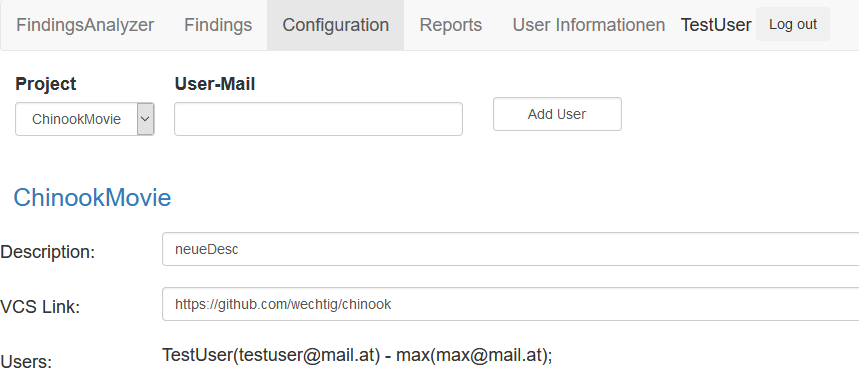 FindingsAnalyzer Findings Configuration Reports User Informationen TestUser Log out
Project User-Mail
ChinookMovie Add User
ChinookMovie
Description: neueDesc
VCS Link: https://github.com/wechtig/chinook
Users: TestUser(testuser@mail.at) - max(max@mail.at);